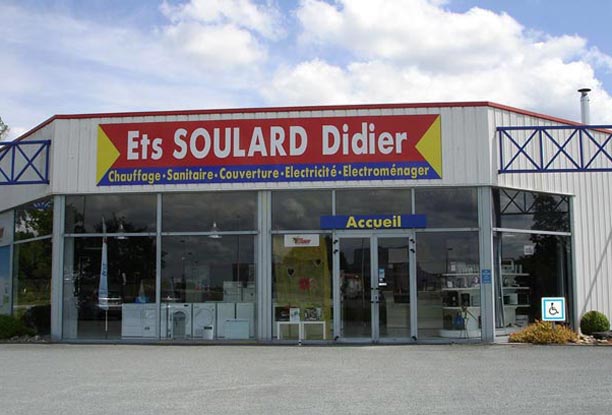 Ets SOULARD Didier
Chauffage · Sanitaire · Couverture · Electricité · Electroménager
Accueil